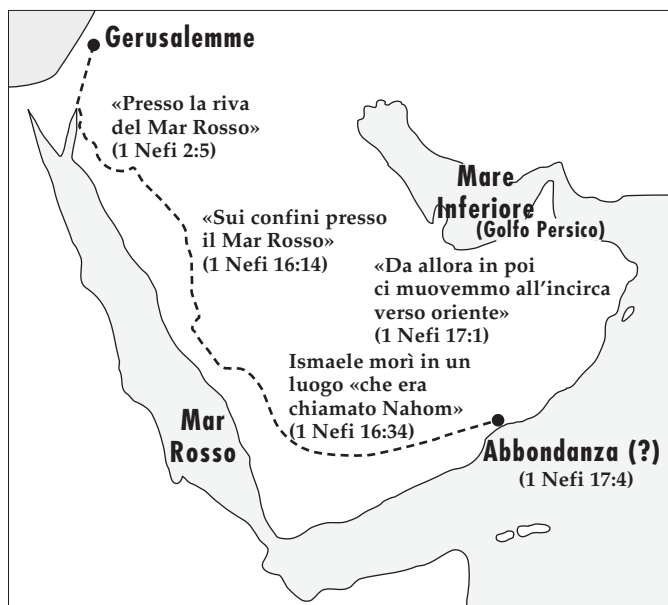 Gerusalemme
«Presso la riva
del Mar Rosso»
(1 Nefi 2:5)
Mare
Inferiore
(Golfo Persico)
«Sui confini presso
il Mar Rosso»
(1 Nefi 16:14)
«Da allora in poi
ci muovemmo all’incirca
verso oriente»
(1 Nefi 17:1)
Ismaele morì in un
luogo «che era
chiamato Nahom»
(1 Nefi 16:34)
Mar
Rosso
Abbondanza (?)
(1 Nefi 17:4)